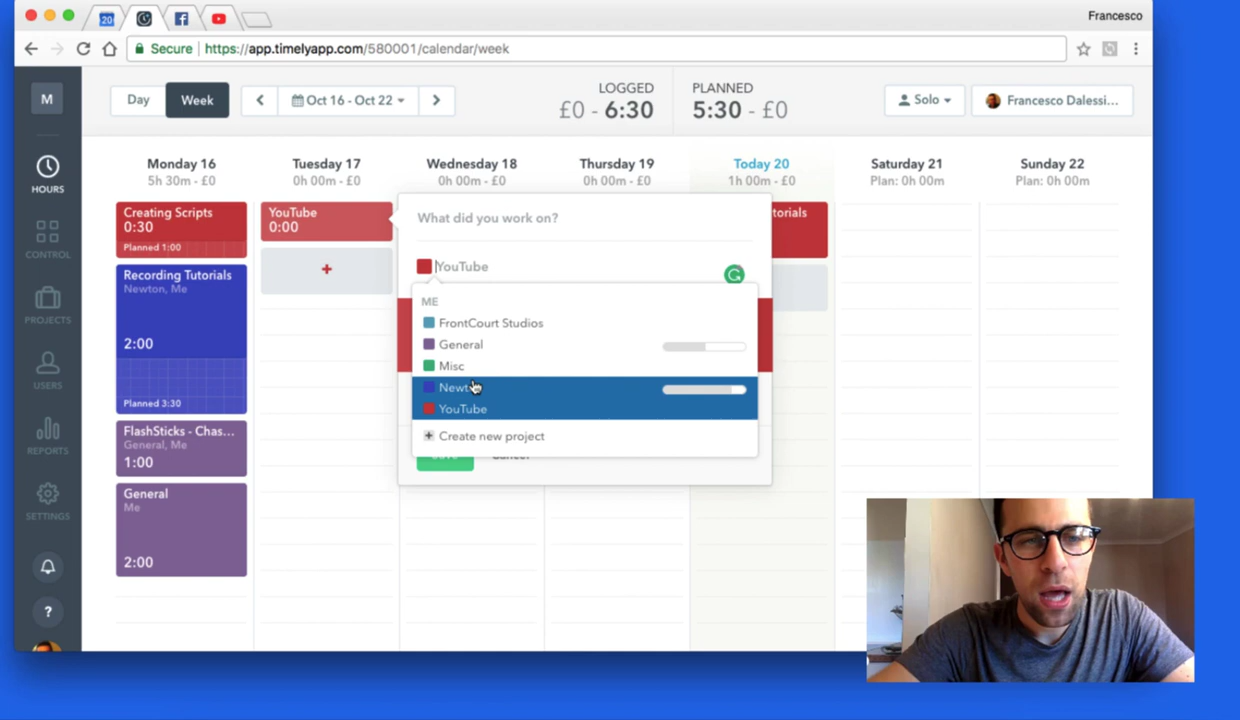 Francesco
20
Secure
https://app.timelyapp.com/580001/calendar/week
M
Day
Week
Oct 16 - Oct 22
LOGGED
£0 - 6:30
PLANNED
5:30 - £0
Solo
Francesco Dalessi...
HOURS
CONTROL
PROJECTS
USERS
REPORTS
SETTINGS
?
Monday 16
5h 30m - £0
Tuesday 17
0h 00m - £0
Wednesday 18
0h 00m - £0
Thursday 19
0h 00m - £0
Today 20
1h 00m - £0
Saturday 21
Plan: 0h 00m
Sunday 22
Plan: 0h 00m
Creating Scripts
0:30
Planned 1:00
Recording Tutorials
Newton, Me
2:00
Planned 3:30
FlashSticks - Chas...
General, Me
1:00
General
Me
2:00
YouTube
0:00
+
What did you work on?
YouTube
ME
FrontCourt Studios
General
Misc
YouTube
+ Create new project
Cancel
torials